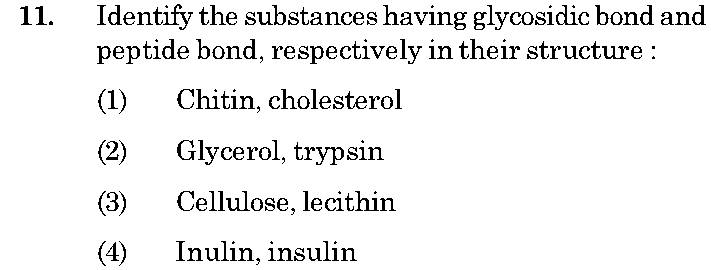 11. Identify the substances having glycosidic bond and
peptide bond, respectively in their structure :
(1) Chitin, cholesterol
(2) Glycerol, trypsin
(3) Cellulose, lecithin
(4) Inulin, insulin